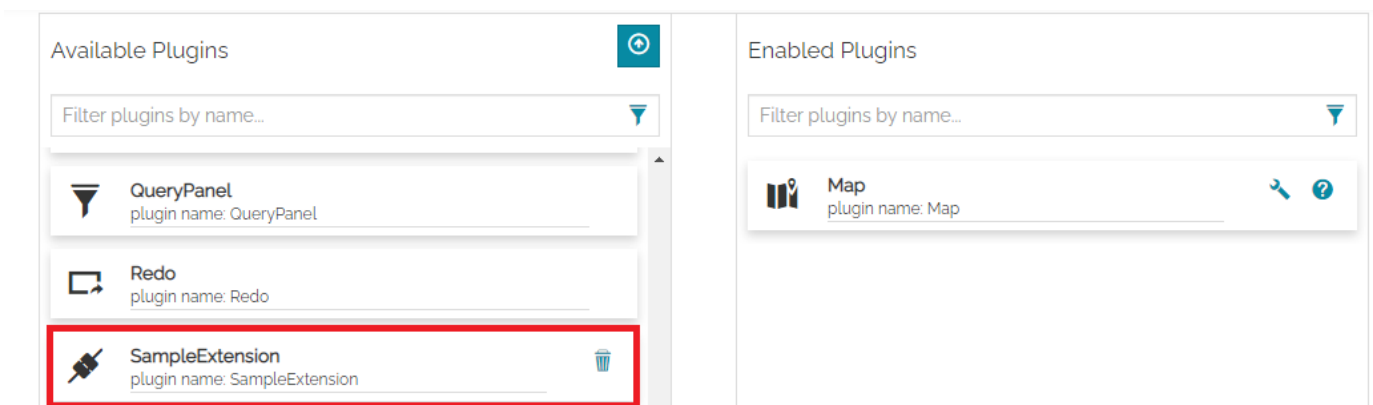 Available Plugins
Filter plugins by name...
QueryPanel
plugin name: QueryPanel
Redo
plugin name: Redo
SampleExtension
plugin name: SampleExtension
Enabled Plugins
Filter plugins by name...
Map
plugin name: Map